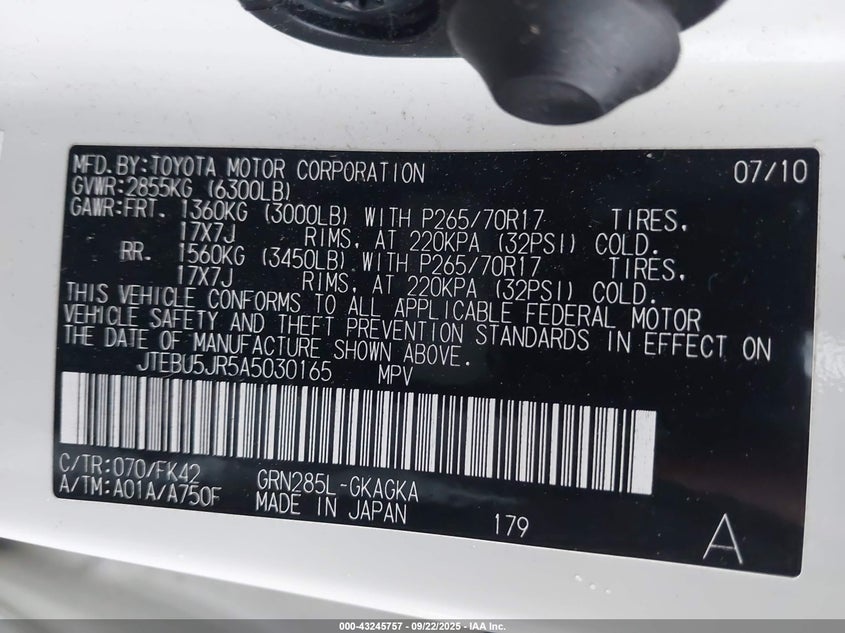 MFD. BY: TOYOTA MOTOR CORPORATION 07/10
GVWR: 2855KG (6300LB)
GAWR: FRT. 1360KG (3000LB) WITH P265/70R17 TIRES,
17X7J RIMS, AT 220KPA (32PSI) COLD.
RR. 1560KG (3450LB) WITH P265/70R17 TIRES,
17X7J RIMS, AT 220KPA (32PSI) COLD.
THIS VEHICLE CONFORMS TO ALL APPLICABLE FEDERAL MOTOR
VEHICLE SAFETY AND THEFT PREVENTION STANDARDS IN EFFECT ON
THE DATE OF MANUFACTURE SHOWN ABOVE.
JTEBU5JR5A5030165 MPV
C/TR: 070/FK42 GRN285L-GKAGKA
A/TM: A01A/A750F MADE IN JAPAN 179 A
000-43245757 - 09/22/2025 - IAA Inc.